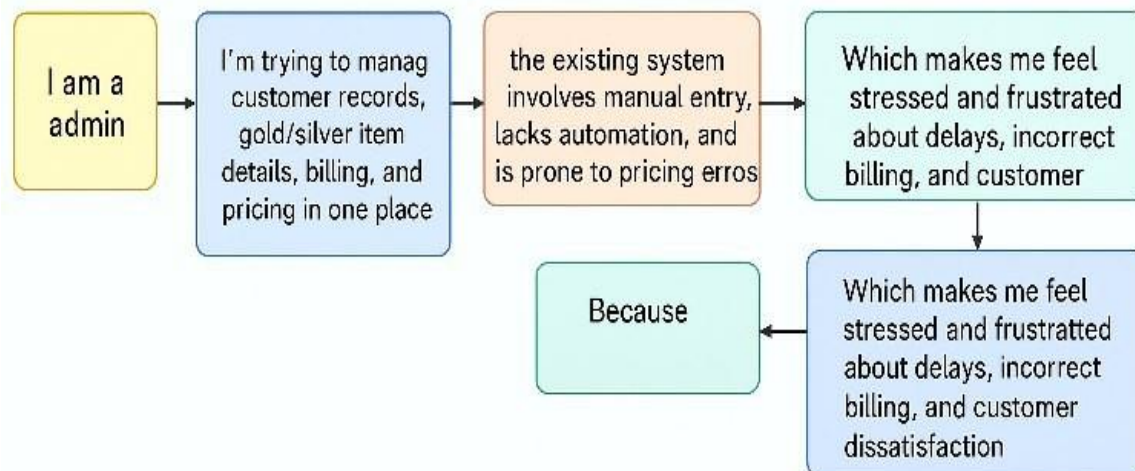 I am a
admin
I'm trying to manag
customer records,
gold/silver item
details, billing, and
pricing in one place
the existing system
involves manual entry,
lacks automation, and
is prone to pricing erros
Which makes me feel
stressed and frustrated
about delays, incorrect
billing, and customer
Which makes me feel
stressed and frustratted
about delays, incorrect
billing, and customer
dissatisfaction
Because